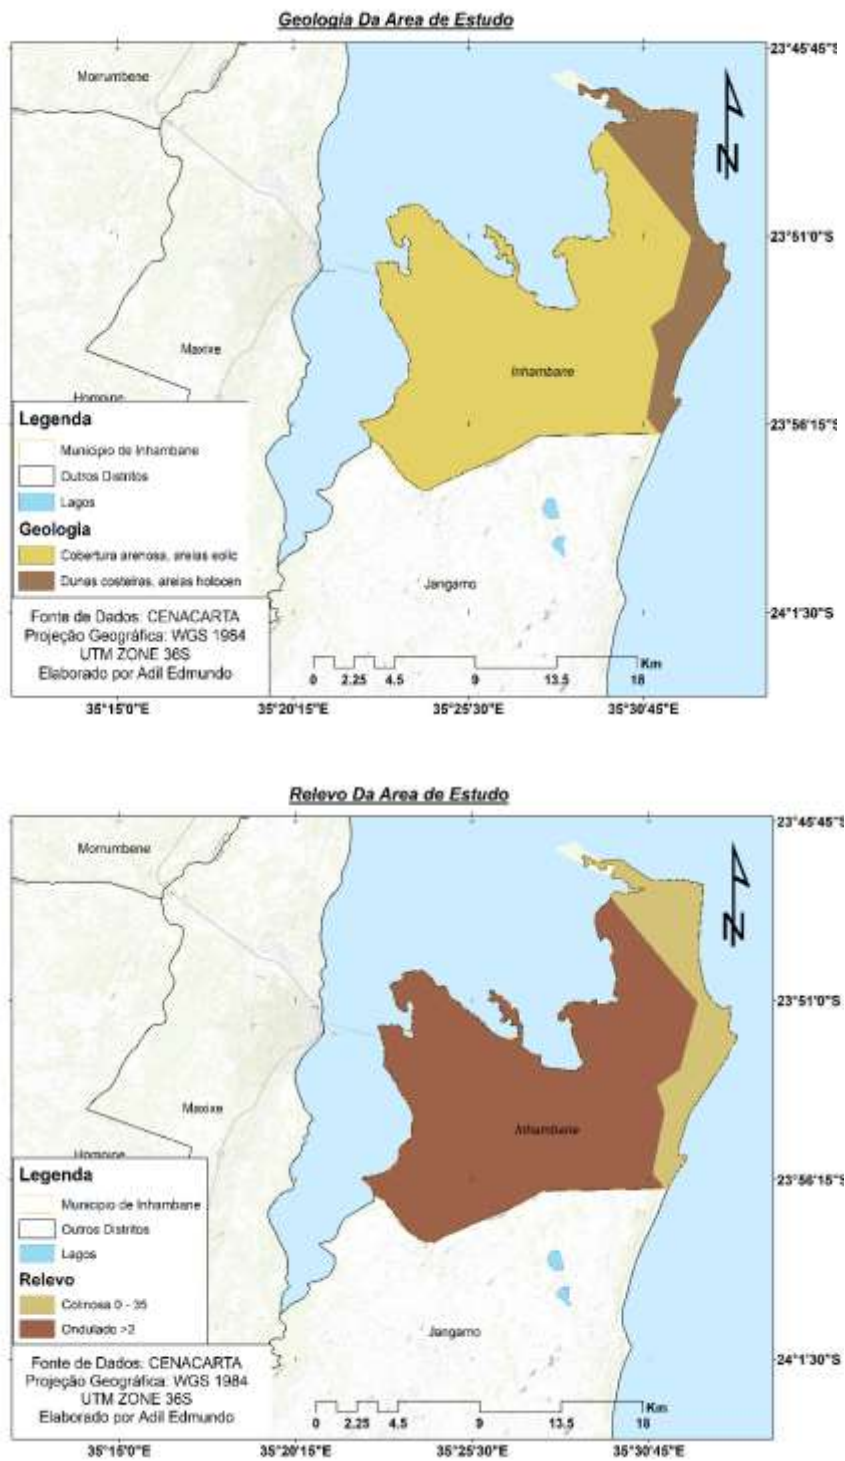 Geologia Da Area de Estudo
Morrumbene
Maxixe
Homoine
Inhambane
Jangamo
23°45'45"S
23°51'0"S
23°56'15"S
24°1'30"S
N
Legenda
Municipio de Inhambane
Outros Distritos
Lagos
Geologia
Cobertura arenosa, areias eolic
Dunas costeiras, areias holocen
Fonte de Dados: CENACARTA
Projeção Geográfica: WGS 1984
UTM ZONE 36S
Elaborado por Adil Edmundo
Km
0 2.25 4.5 9 13.5 18
35°15'0"E 35°20'15"E 35°25'30"E 35°30'45"E
Relevo Da Area de Estudo
Morrumbene
Maxixe
Homoine
Inhambane
Jangamo
23°45'45"S
23°51'0"S
23°56'15"S
24°1'30"S
N
Legenda
Municipio de Inhambane
Outros Distritos
Lagos
Relevo
Colinosa 0 - 35
Ondulado >2
Fonte de Dados: CENACARTA
Projeção Geográfica: WGS 1984
UTM ZONE 36S
Elaborado por Adil Edmundo
Km
0 2.25 4.5 9 13.5 18
35°15'0"E 35°20'15"E 35°25'30"E 35°30'45"E